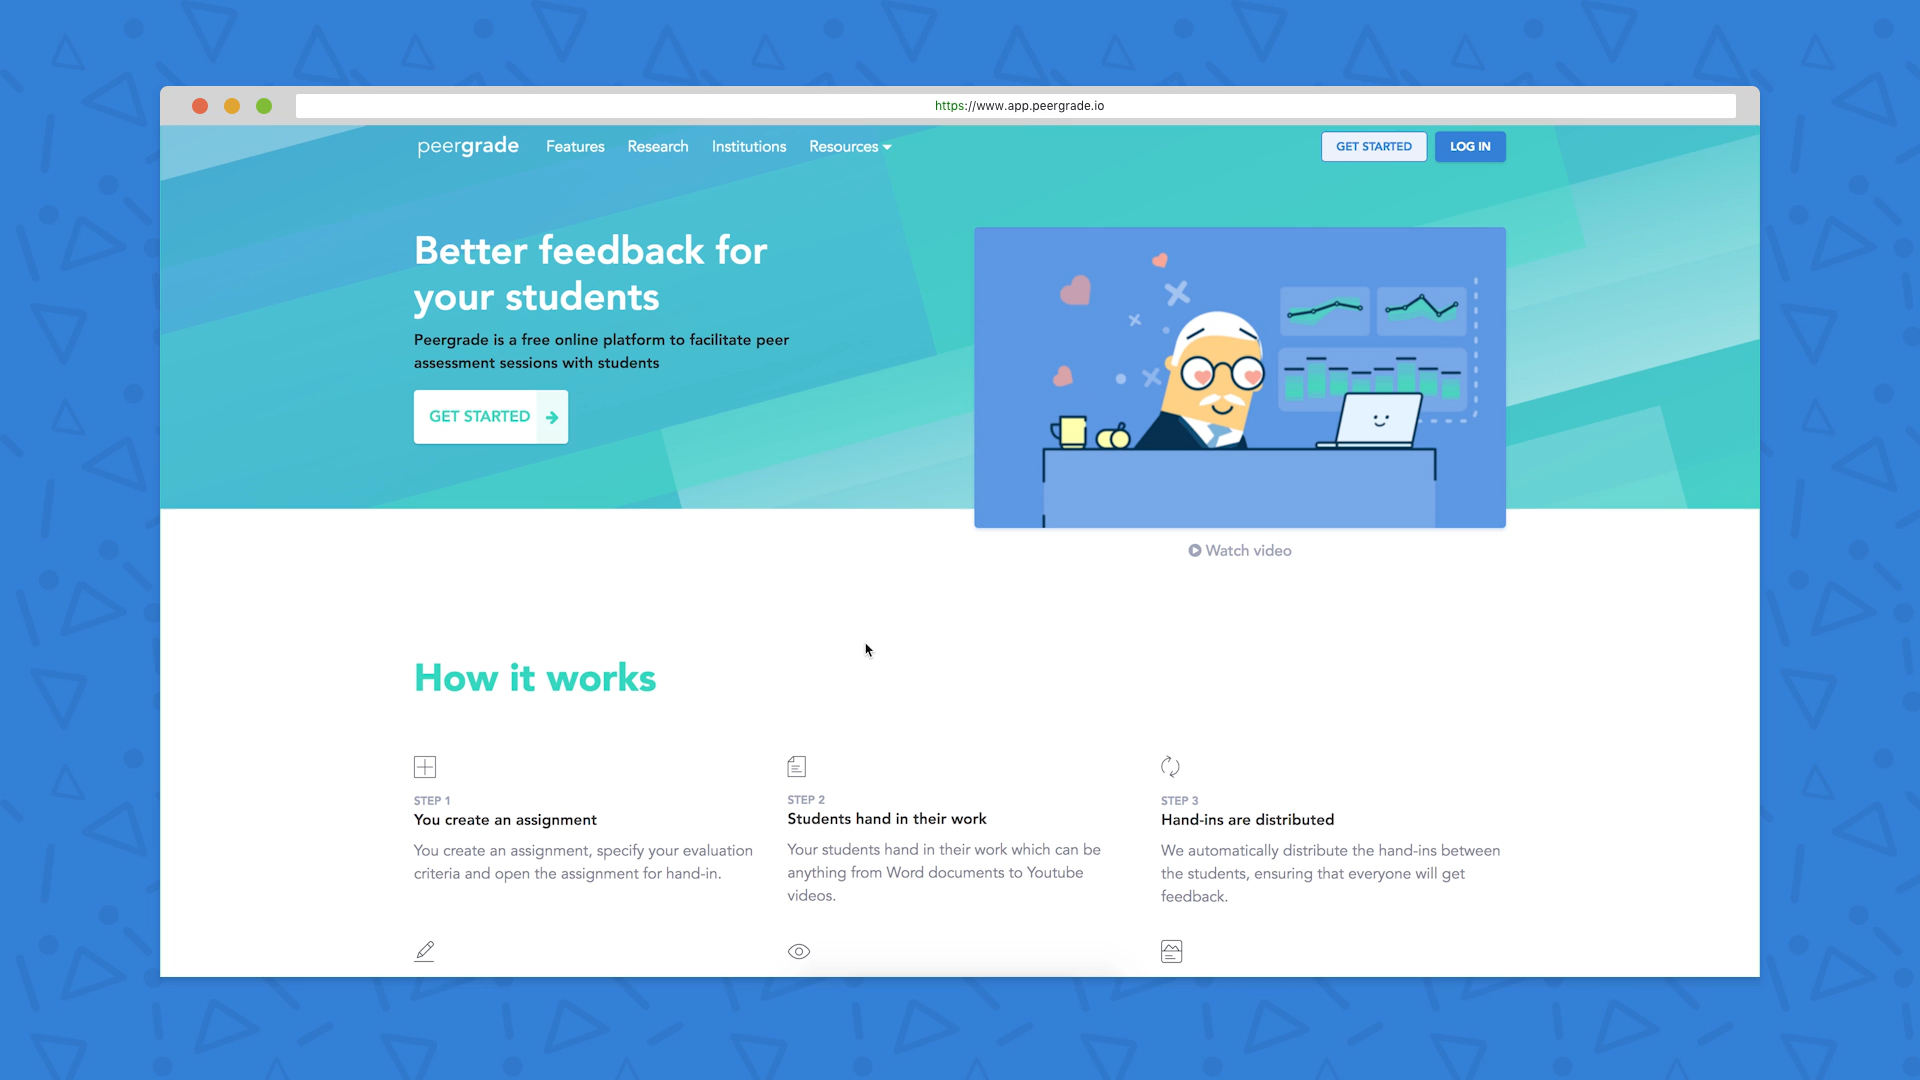 https://www.app.peergrade.io
peergrade Features Research Institutions Resources GET STARTED LOG IN
Better feedback for
your students
Peergrade is a free online platform to facilitate peer
assessment sessions with students
GET STARTED
Watch video
How it works
STEP 1
You create an assignment
You create an assignment, specify your evaluation
criteria and open the assignment for hand-in.
STEP 2
Students hand in their work
Your students hand in their work which can be
anything from Word documents to Youtube
videos.
STEP 3
Hand-ins are distributed
We automatically distribute the hand-ins between
the students, ensuring that everyone will get
feedback.